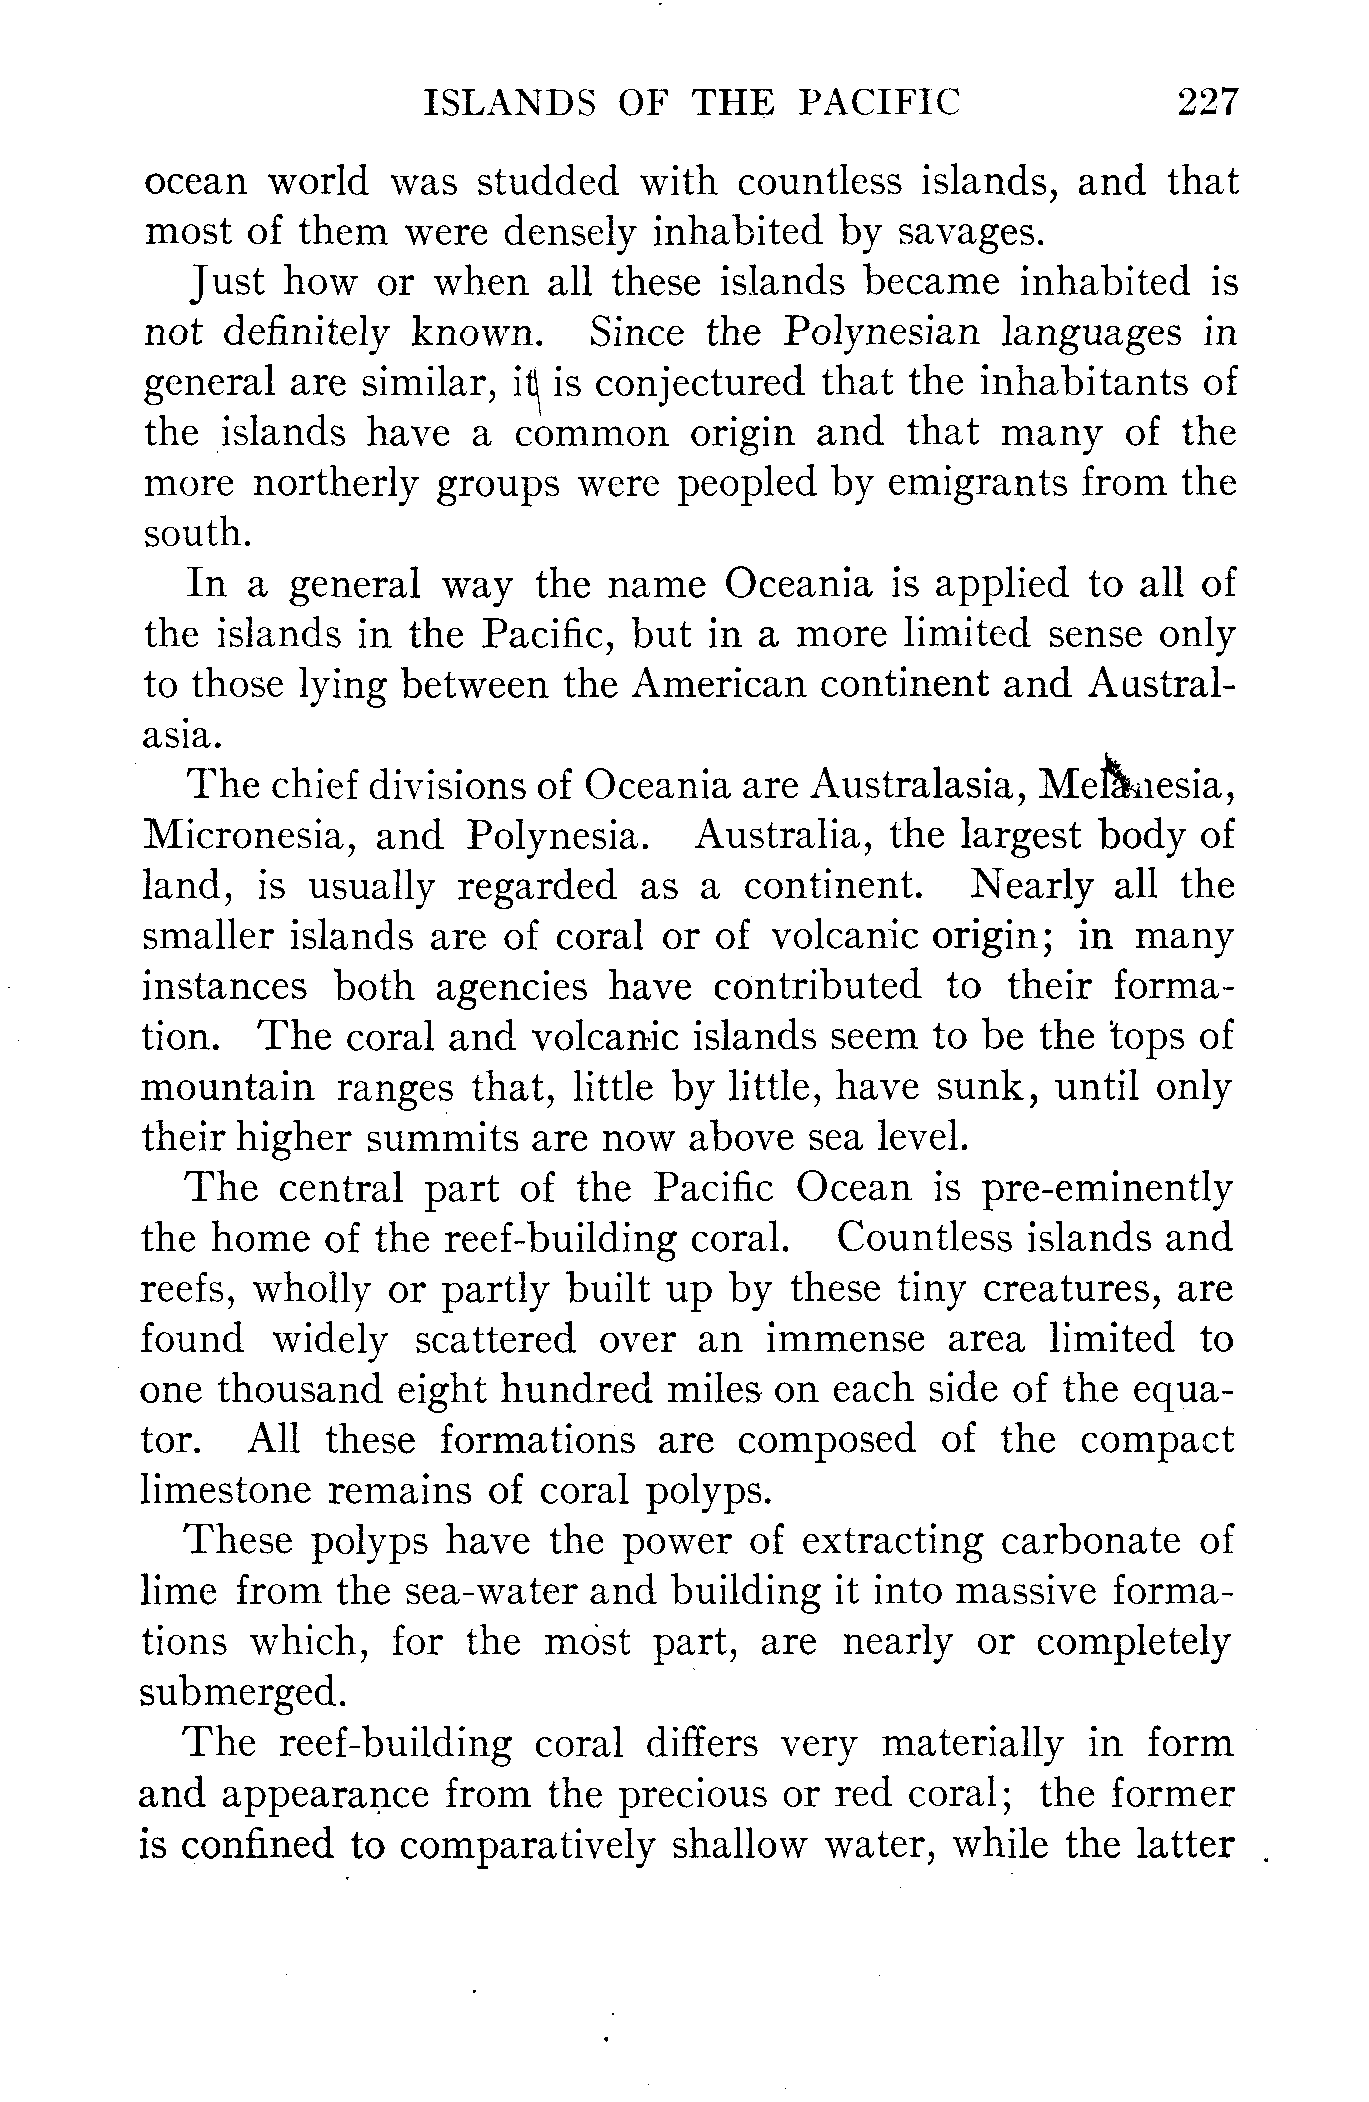 ISLANDS OF THE PACIFIC 227
ocean world was studded with countless islands, and that
most of them were densely inhabited by savages.
Just how or when all these islands became inhabited is
not definitely known. Since the Polynesian languages in
general are similar, it is conjectured that the inhabitants of
the islands have a common origin and that many of the
more northerly groups were peopled by emigrants from the
south.
In a general way the name Oceania is applied to all of
the islands in the Pacific, but in a more limited sense only
to those lying between the American continent and Austral-
asia.
The chief divisions of Oceania are Australasia, Melanesia,
Micronesia, and Polynesia. Australia, the largest body of
land, is usually regarded as a continent. Nearly all the
smaller islands are of coral or of volcanic origin; in many
instances both agencies have contributed to their forma-
tion. The coral and volcanic islands seem to be the tops of
mountain ranges that, little by little, have sunk, until only
their higher summits are now above sea level.
The central part of the Pacific Ocean is pre-eminently
the home of the reef-building coral. Countless islands and
reefs, wholly or partly built up by these tiny creatures, are
found widely scattered over an immense area limited to
one thousand eight hundred miles on each side of the equa-
tor. All these formations are composed of the compact
limestone remains of coral polyps.
These polyps have the power of extracting carbonate of
lime from the sea-water and building it into massive forma-
tions which, for the most part, are nearly or completely
submerged.
The reef-building coral differs very materially in form
and appearance from the precious or red coral; the former
is confined to comparatively shallow water, while the latter